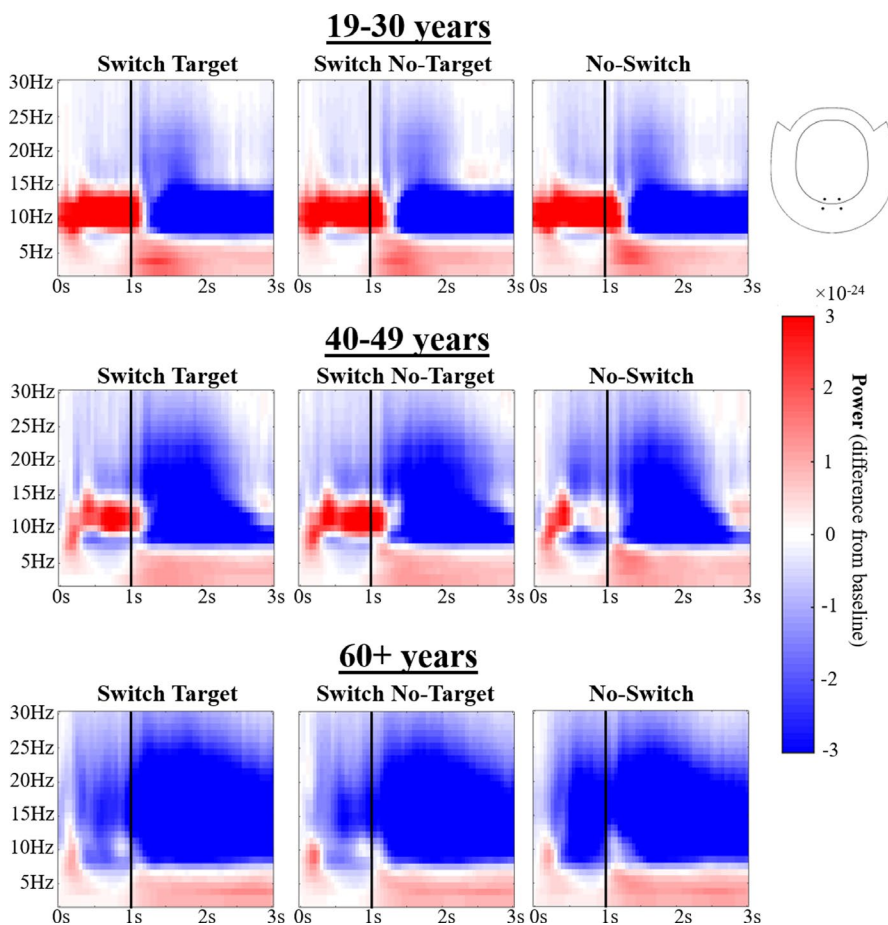 19-30 years
Switch Target Switch No-Target No-Switch
30Hz
25Hz
20Hz
15Hz
10Hz
5Hz
0s 1s 2s 3s 0s 1s 2s 3s 0s 1s 2s 3s
40-49 years
Switch Target Switch No-Target No-Switch
30Hz
25Hz
20Hz
15Hz
10Hz
5Hz
0s 1s 2s 3s 0s 1s 2s 3s 0s 1s 2s 3s
60+ years
Switch Target Switch No-Target No-Switch
30Hz
25Hz
20Hz
15Hz
10Hz
5Hz
0s 1s 2s 3s 0s 1s 2s 3s 0s 1s 2s 3s
×10-24
3
2
1
0
-1
-2
-3
Power (difference from baseline)